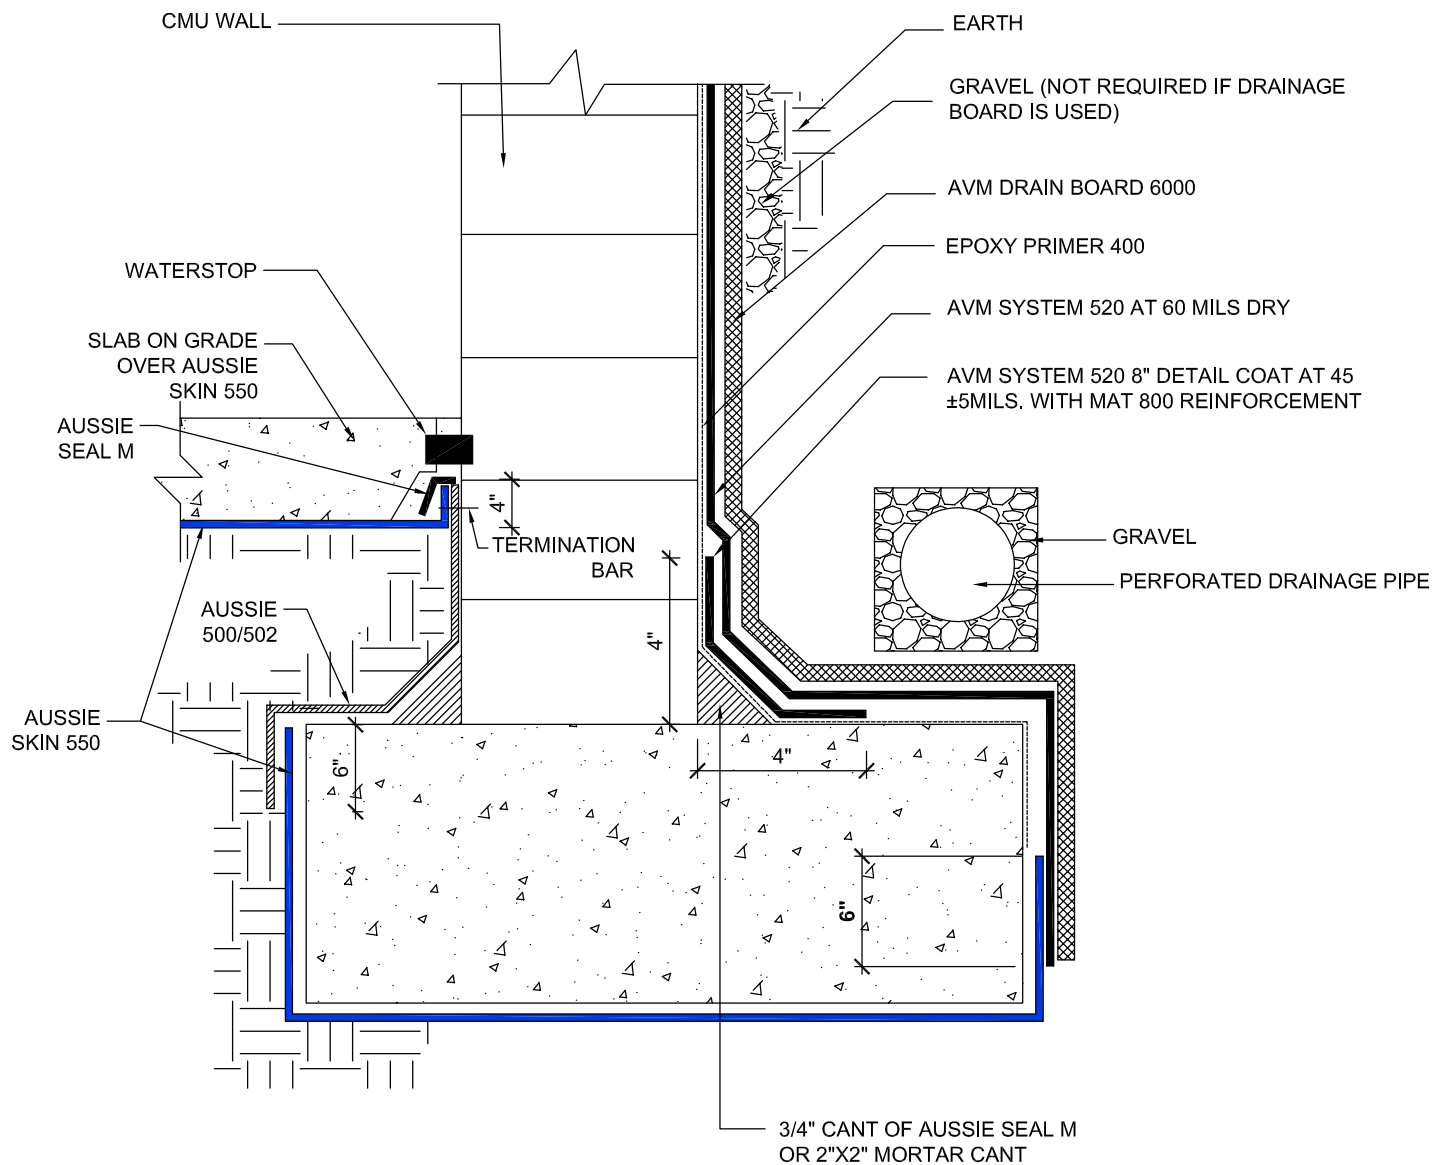 CMU WALL
EARTH
GRAVEL (NOT REQUIRED IF DRAINAGE
BOARD IS USED)
AVM DRAIN BOARD 6000
EPOXY PRIMER 400
WATERSTOP
AVM SYSTEM 520 AT 60 MILS DRY
SLAB ON GRADE
OVER AUSSIE
SKIN 550
AVM SYSTEM 520 8" DETAIL COAT AT 45
±5MILS. WITH MAT 800 REINFORCEMENT
AUSSIE
SEAL M
4"
TERMINATION
BAR
GRAVEL
PERFORATED DRAINAGE PIPE
AUSSIE
500/502
4"
AUSSIE
SKIN 550
6"
4"
6"
3/4" CANT OF AUSSIE SEAL M
OR 2"X2" MORTAR CANT